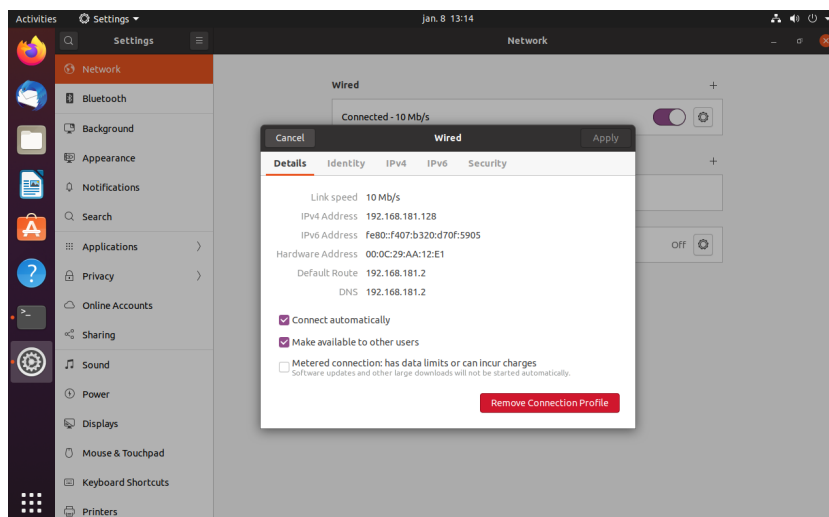 Activities
Settings
jan. 8 13:14
Settings
Network
Network
Bluetooth
Background
Appearance
Notifications
Search
Applications
Privacy
Online Accounts
Sharing
Sound
Power
Displays
Mouse & Touchpad
Keyboard Shortcuts
Printers
Wired
Connected - 10 Mb/s
Off
Cancel
Wired
Apply
Details Identity IPv4 IPv6 Security
Link speed 10 Mb/s
IPv4 Address 192.168.181.128
IPv6 Address fe80::f407:b320:d70f:5905
Hardware Address 00:0C:29:AA:12:E1
Default Route 192.168.181.2
DNS 192.168.181.2
Connect automatically
Make available to other users
Metered connection: has data limits or can incur charges
Software updates and other large downloads will not be started automatically.
Remove Connection Profile